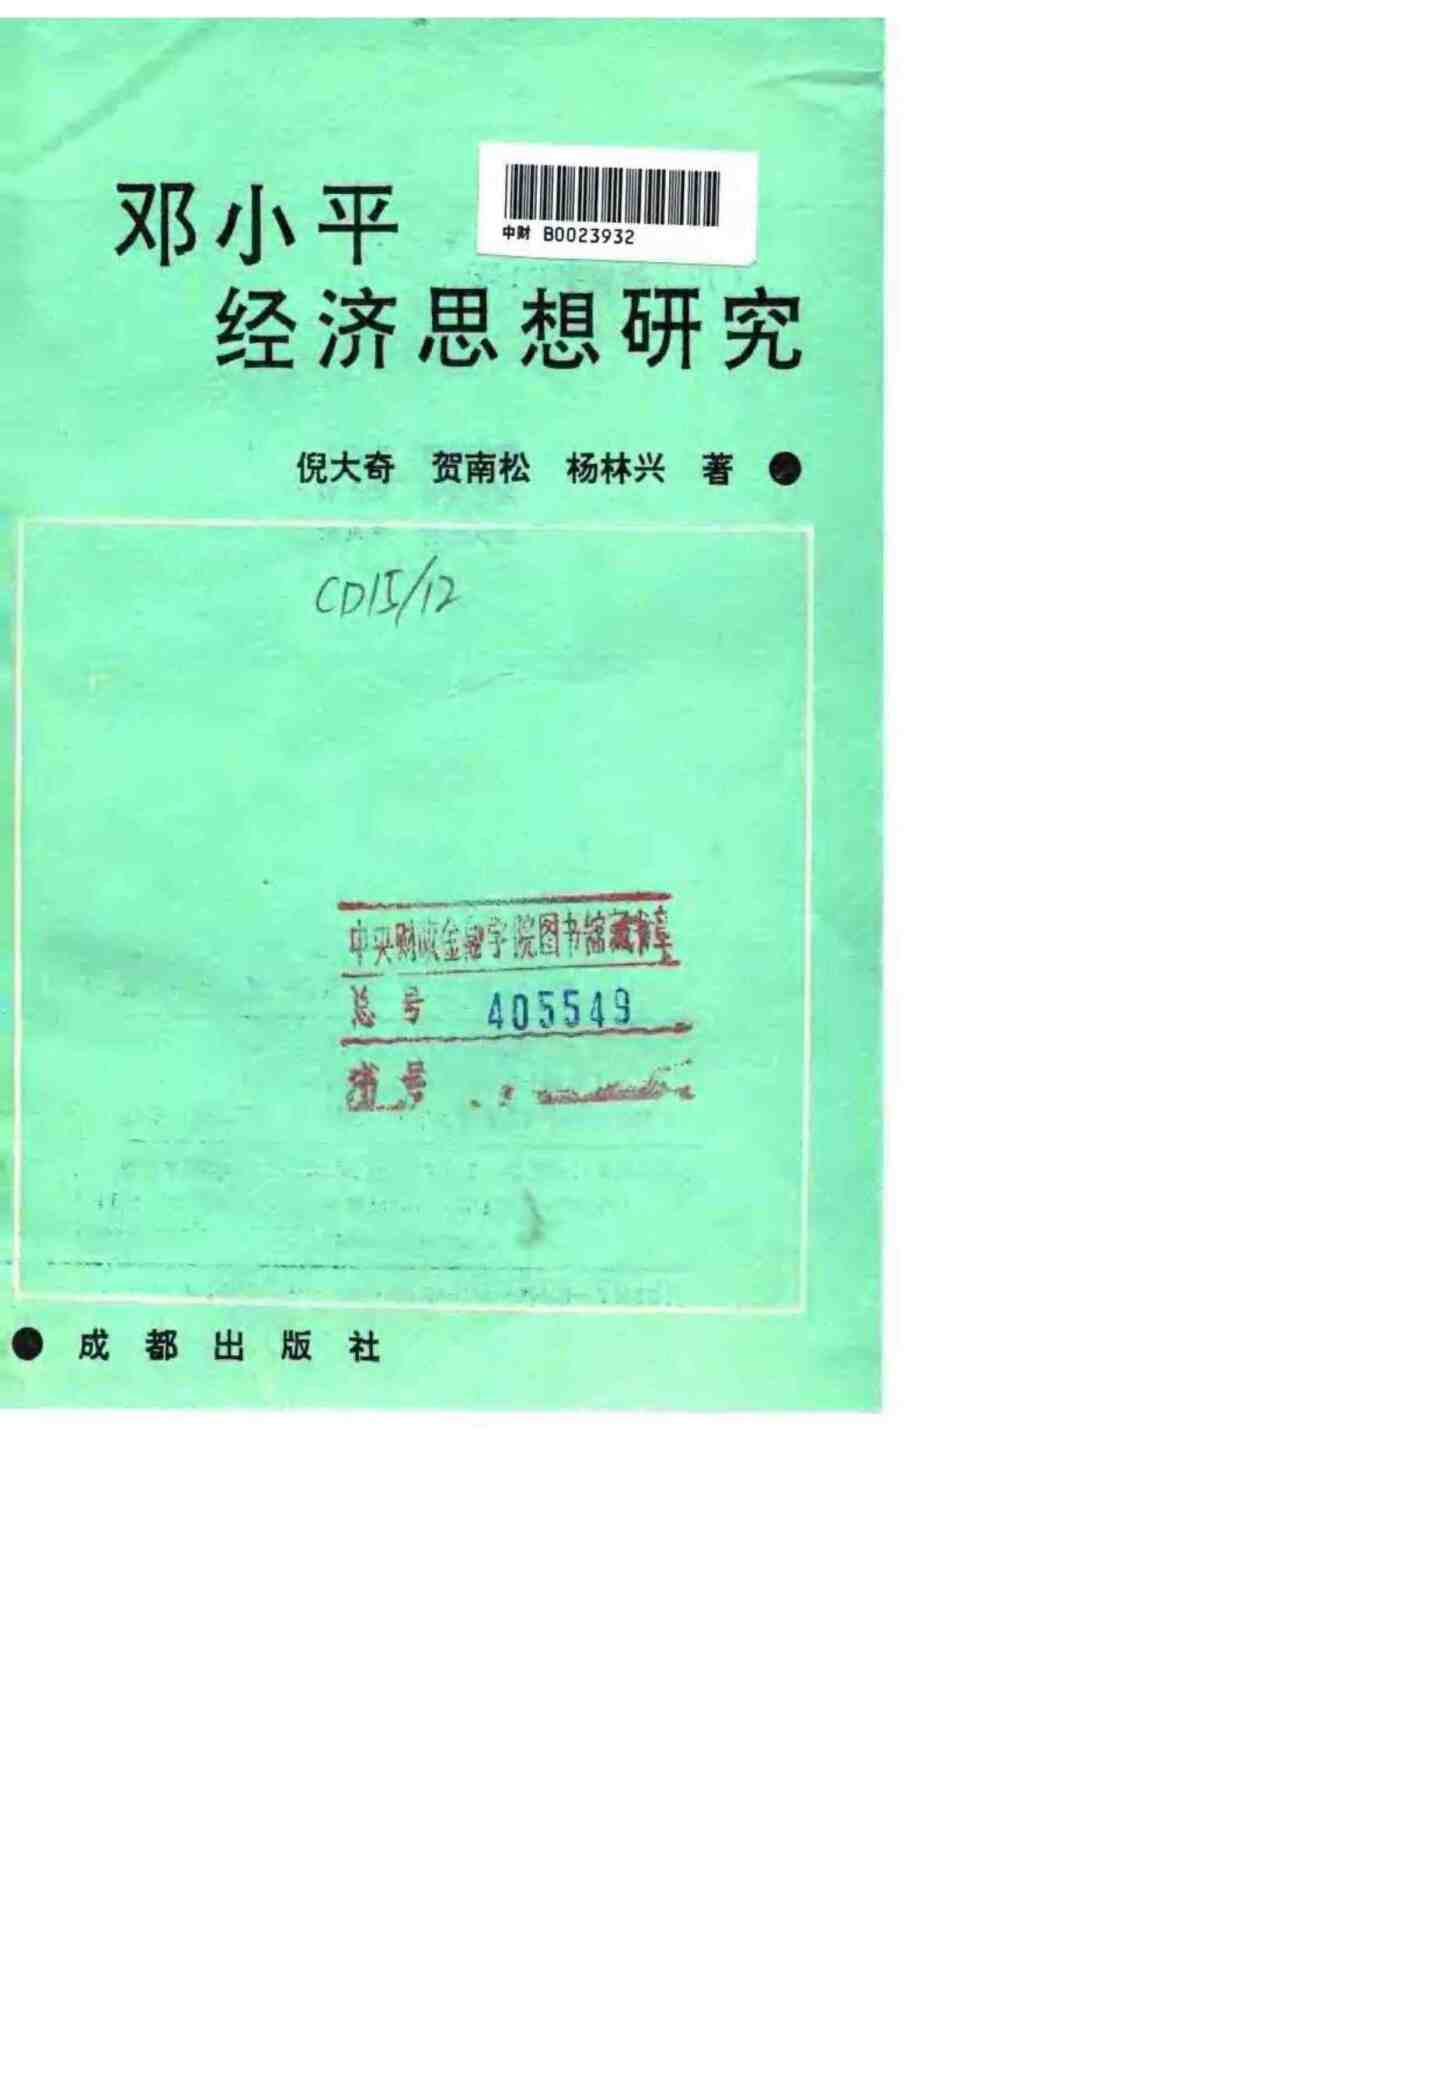 邓小平
中财 B0023932
经济思想研究
倪大奇 贺南松 杨林兴 著
CD15/12
中央财政金融学院图书馆藏书章
总号 405549
号
成都出版社